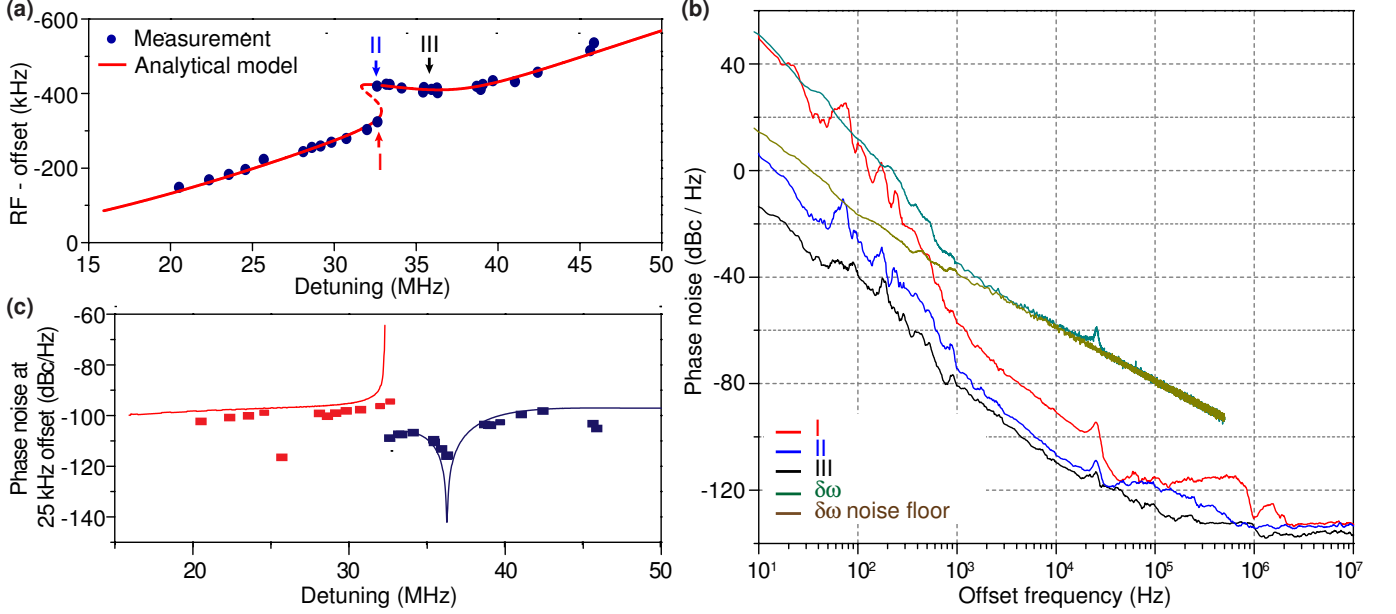 (a)
-600
-400
-200
0
RF - offset (kHz)
Measurement
Analytical model
II
III
I
15 20 25 30 35 40 45 50
Detuning (MHz)
(c)
-60
-80
-100
-120
-140
Phase noise at
25 kHz offset (dBc/Hz)
20 30 40 50
Detuning (MHz)
(b)
40
0
-40
-80
-120
Phase noise (dBc / Hz)
I
II
III
δω
δω noise floor
10¹ 10² 10³ 10⁴ 10⁵ 10⁶ 10⁷
Offset frequency (Hz)